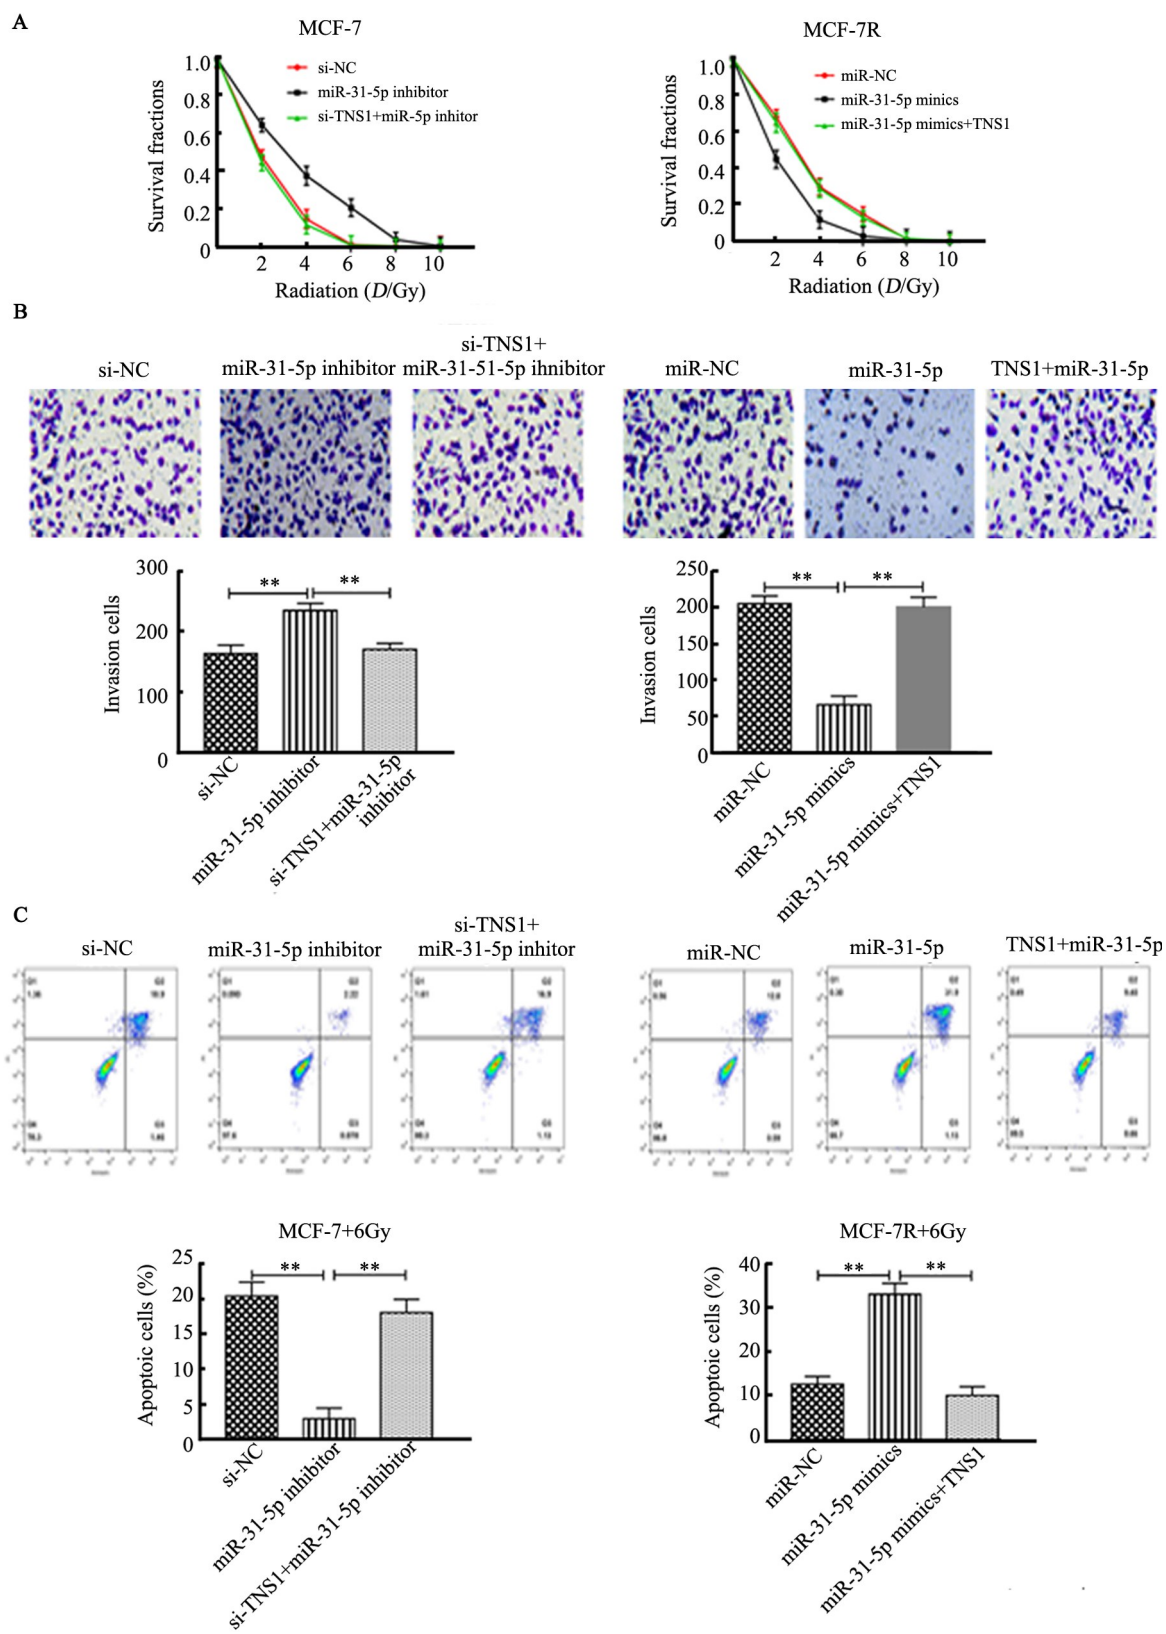 A
MCF-7
MCF-7R
Survival fractions
1.0
0.8
0.6
0.4
0.2
0
si-NC
miR-31-5p inhibitor
si-TNS1+miR-5p inhitor
2 4 6 8 10
Radiation (D/Gy)
Survival fractions
1.0
0.8
0.6
0.4
0.2
0
miR-NC
miR-31-5p minics
miR-31-5p mimics+TNS1
2 4 6 8 10
Radiation (D/Gy)
B
si-NC
miR-31-5p inhibitor
si-TNS1+
miR-31-51-5p ihnibitor
miR-NC
miR-31-5p
TNS1+miR-31-5p
Invasion cells
300
200
100
0
** **
si-NC
miR-31-5p inhibitor
si-TNS1+miR-31-5p
inhibitor
Invasion cells
250
200
150
100
50
0
** **
miR-NC
miR-31-5p mimics
miR-31-5p mimics+TNS1
C
si-NC
miR-31-5p inhibitor
si-TNS1+
miR-31-5p inhitor
miR-NC
miR-31-5p
TNS1+miR-31-5p
MCF-7+6Gy
Apoptoic cells (%)
25
20
15
10
5
0
** **
si-NC
miR-31-5p inhibitor
si-TNS1+miR-31-5p inhibitor
MCF-7R+6Gy
Apoptoic cells (%)
40
30
20
10
0
** **
miR-NC
miR-31-5p mimics
miR-31-5p mimics+TNS1